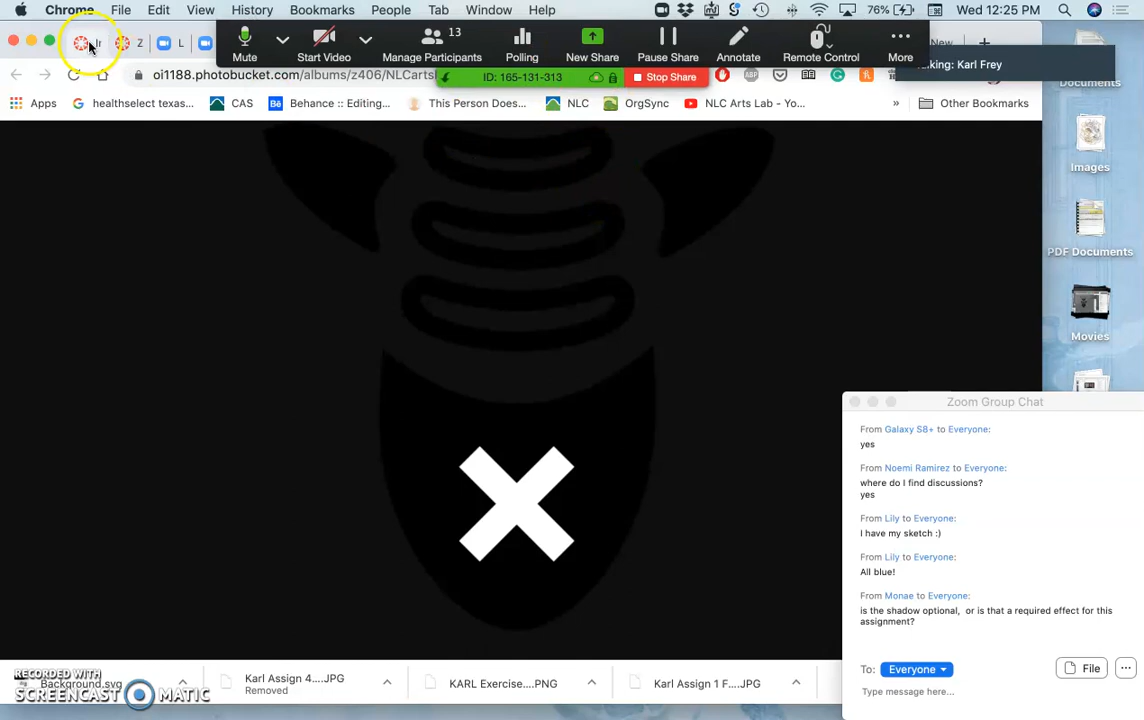 Chrome File Edit View History Bookmarks People Tab Window Help
76% Wed 12:25 PM
Z L
Mute Start Video Manage Participants 13 Polling New Share Pause Share Annotate Remote Control More
New
oi1188.photobucket.com/albums/z406/NLCarts
ID: 165-131-313 Stop Share
ABP
alking: Karl Frey
Apps healthselect texas... CAS Behance :: Editing... This Person Does... NLC OrgSync NLC Arts Lab - Yo... » Other Bookmarks
Documents
Images
PDF Documents
Movies
Zoom Group Chat
From Galaxy S8+ to Everyone:
yes
From Noemi Ramirez to Everyone:
where do I find discussions?
yes
From Lily to Everyone:
I have my sketch :)
From Lily to Everyone:
All blue!
From Monae to Everyone:
is the shadow optional, or is that a required effect for this
assignment?
To: Everyone File
Type message here...
Background.svg
Karl Assign 4....JPG
Removed
KARL Exercise....PNG
Karl Assign 1 F....JPG
RECORDED WITH
SCREENCAST MATIC